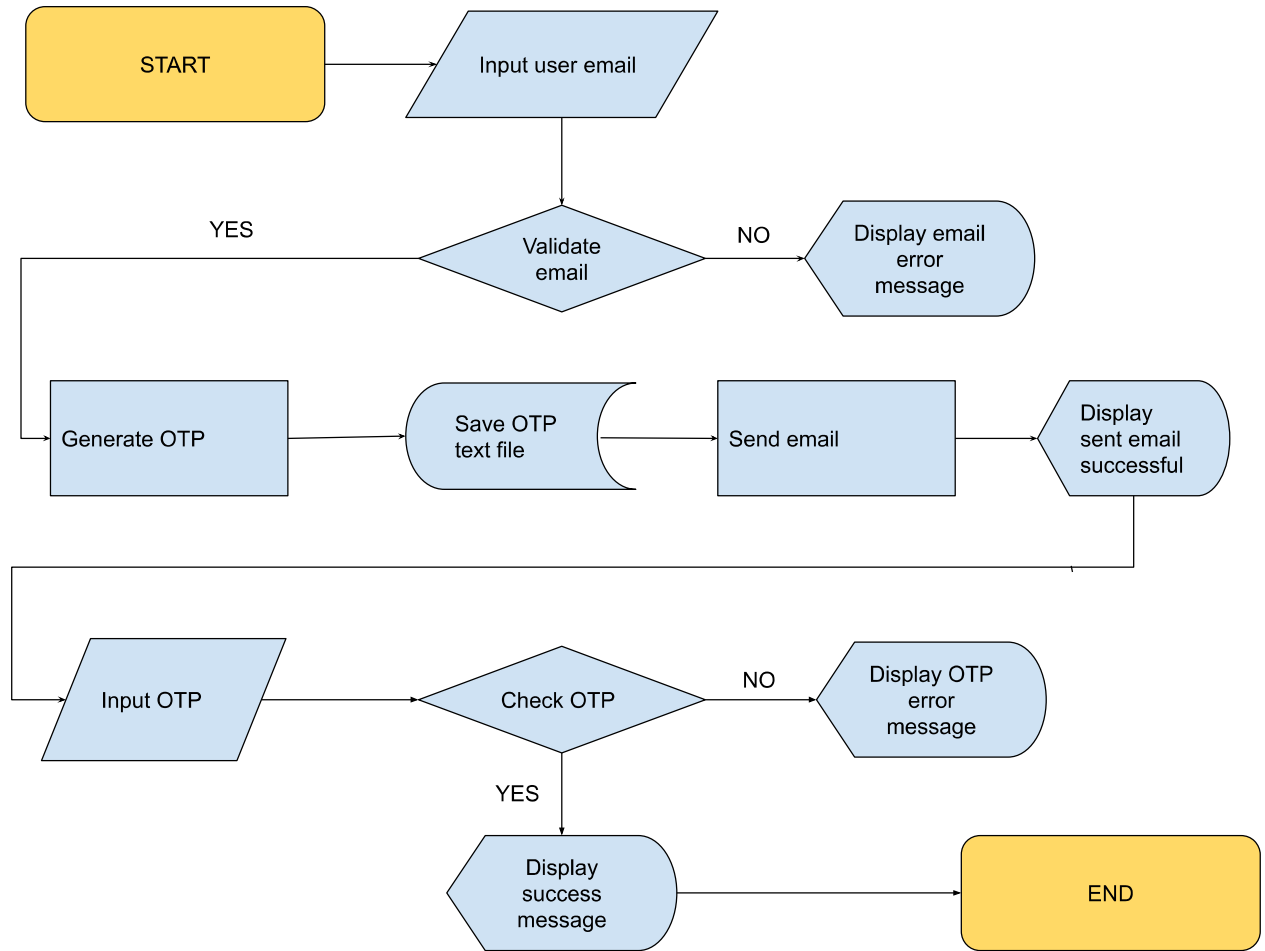 START
Input user email
YES
Validate
email
NO
Display email
error
message
Generate OTP
Save OTP
text file
Send email
Display
sent email
successful
Input OTP
Check OTP
NO
Display OTP
error
message
YES
Display
success
message
END